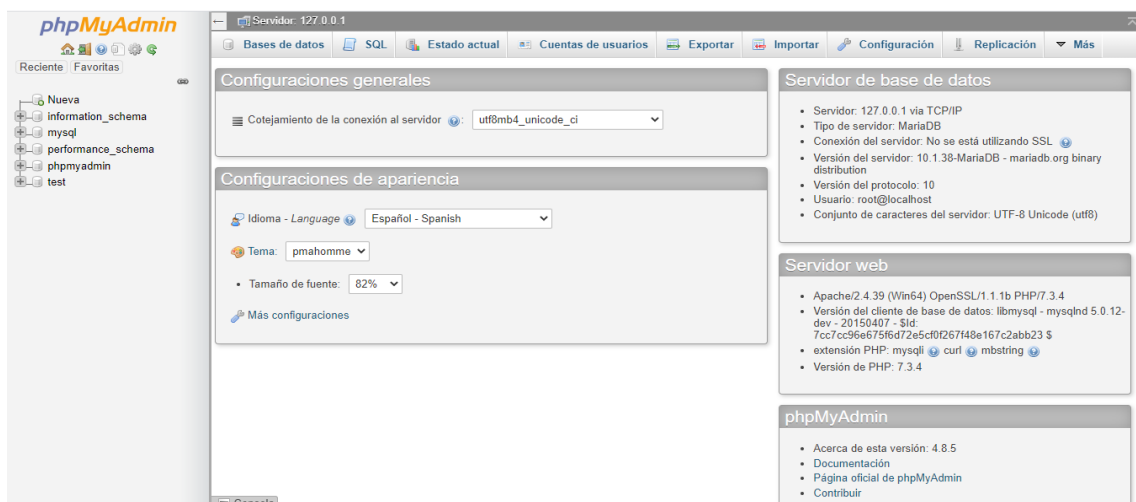 phpMyAdmin
Reciente Favoritas
Nueva
information_schema
mysql
performance_schema
phpmyadmin
test
Servidor: 127.0.0.1
Bases de datos SQL Estado actual Cuentas de usuarios Exportar Importar Configuración Replicación Más
Configuraciones generales
Cotejamiento de la conexión al servidor : utf8mb4_unicode_ci
Configuraciones de apariencia
Idioma - Language Español - Spanish
Tema: pmahomme
Tamaño de fuente: 82%
Más configuraciones
Servidor de base de datos
Servidor: 127.0.0.1 via TCP/IP
Tipo de servidor: MariaDB
Conexión del servidor: No se está utilizando SSL
Versión del servidor: 10.1.38-MariaDB - mariadb.org binary
distribution
Versión del protocolo: 10
Usuario: root@localhost
Conjunto de caracteres del servidor: UTF-8 Unicode (utf8)
Servidor web
Apache/2.4.39 (Win64) OpenSSL/1.1.1b PHP/7.3.4
Versión del cliente de base de datos: libmysql - mysqlnd 5.0.12-
dev - 20150407 - $Id:
7cc7cc96e675f6d72e5cf0f267f48e167c2abb23 $
extensión PHP: mysqli curl mbstring
Versión de PHP: 7.3.4
phpMyAdmin
Acerca de esta versión: 4.8.5
Documentación
Página oficial de phpMyAdmin
Contribuir
Consola